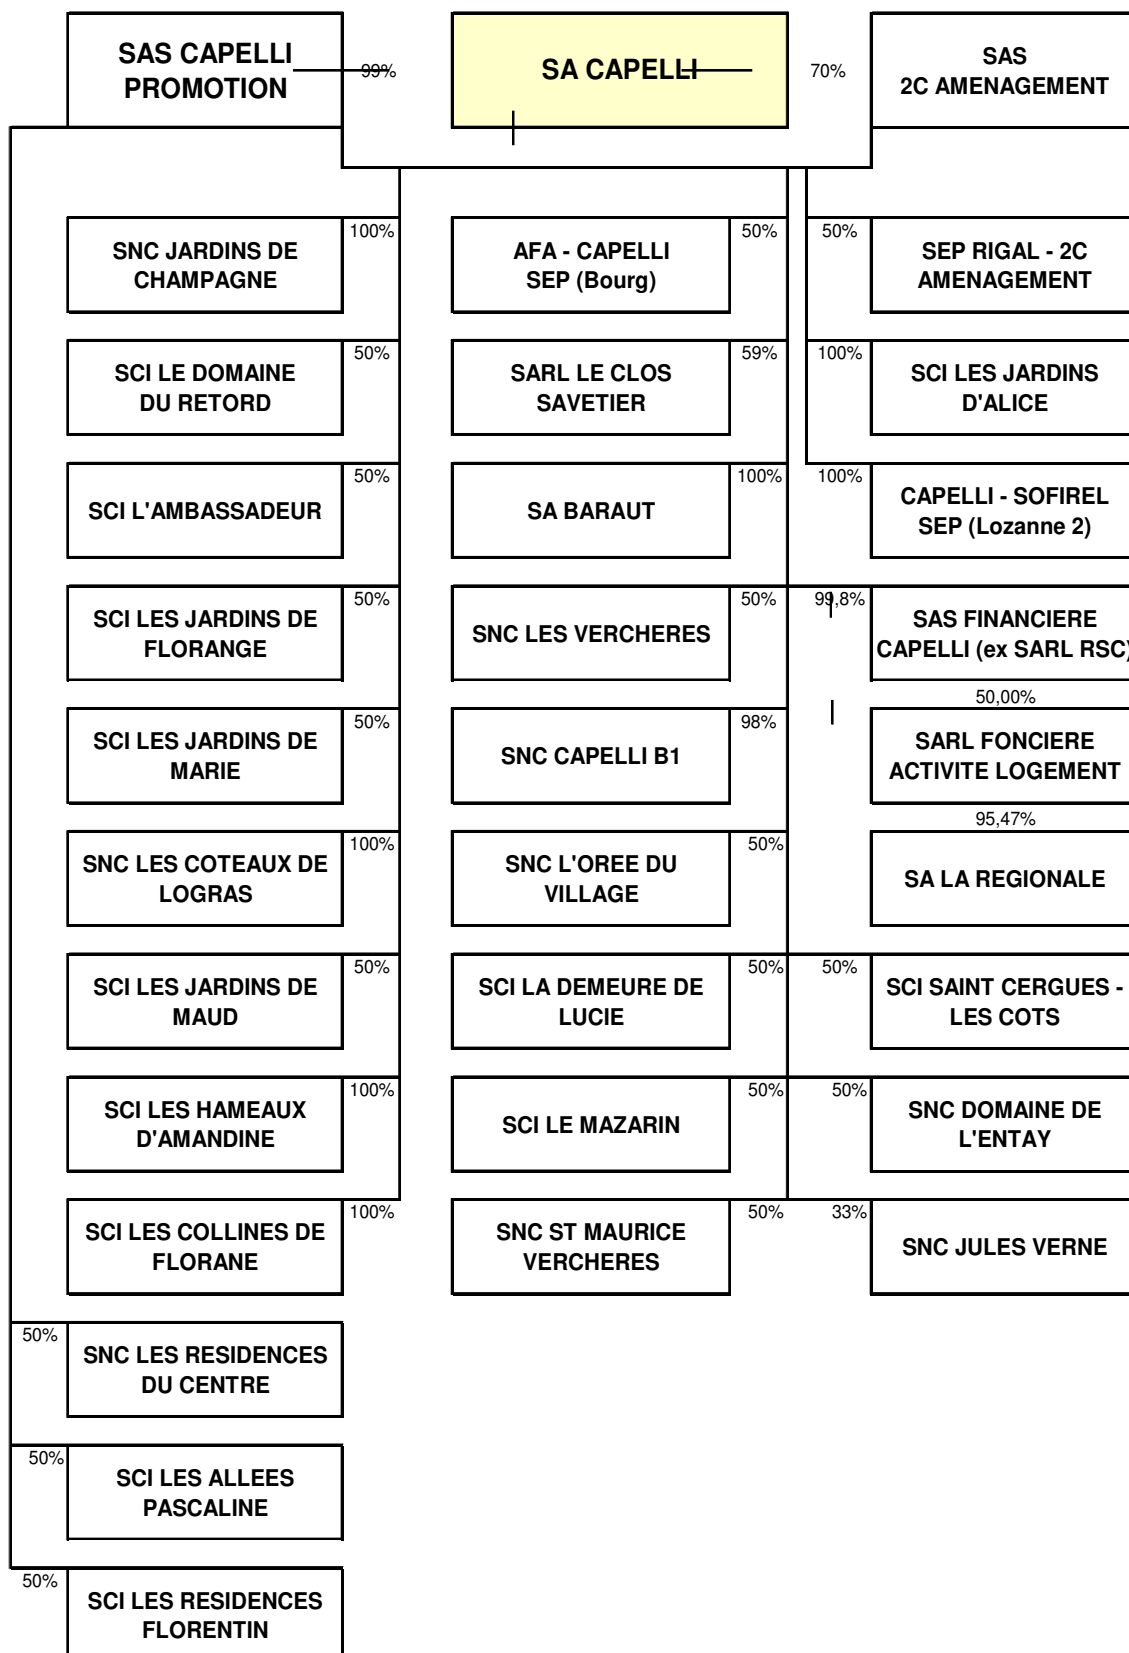 SAS CAPELLI
PROMOTION
99%
SA CAPELLI
70%
SAS
2C AMENAGEMENT
SNC JARDINS DE
CHAMPAGNE
100%
AFA - CAPELLI
SEP (Bourg)
50%
50%
SEP RIGAL - 2C
AMENAGEMENT
SCI LE DOMAINE
DU RETORD
50%
SARL LE CLOS
SAVETIER
59%
100%
SCI LES JARDINS
D'ALICE
SCI L'AMBASSADEUR
50%
SA BARAUT
100%
100%
CAPELLI - SOFIREL
SEP (Lozanne 2)
SCI LES JARDINS DE
FLORANGE
50%
SNC LES VERCHERES
50%
99,8%
SAS FINANCIERE
CAPELLI (ex SARL RSC)
50,00%
SCI LES JARDINS DE
MARIE
50%
SNC CAPELLI B1
98%
SARL FONCIERE
ACTIVITE LOGEMENT
95,47%
SNC LES COTEAUX DE
LOGRAS
100%
SNC L'OREE DU
VILLAGE
50%
SA LA REGIONALE
SCI LES JARDINS DE
MAUD
50%
SCI LA DEMEURE DE
LUCIE
50%
50%
SCI SAINT CERGUES -
LES COTS
SCI LES HAMEAUX
D'AMANDINE
100%
SCI LE MAZARIN
50%
50%
SNC DOMAINE DE
L'ENTAY
SCI LES COLLINES DE
FLORANE
100%
SNC ST MAURICE
VERCHERES
50%
33%
SNC JULES VERNE
50%
SNC LES RESIDENCES
DU CENTRE
50%
SCI LES ALLEES
PASCALINE
50%
SCI LES RESIDENCES
FLORENTIN